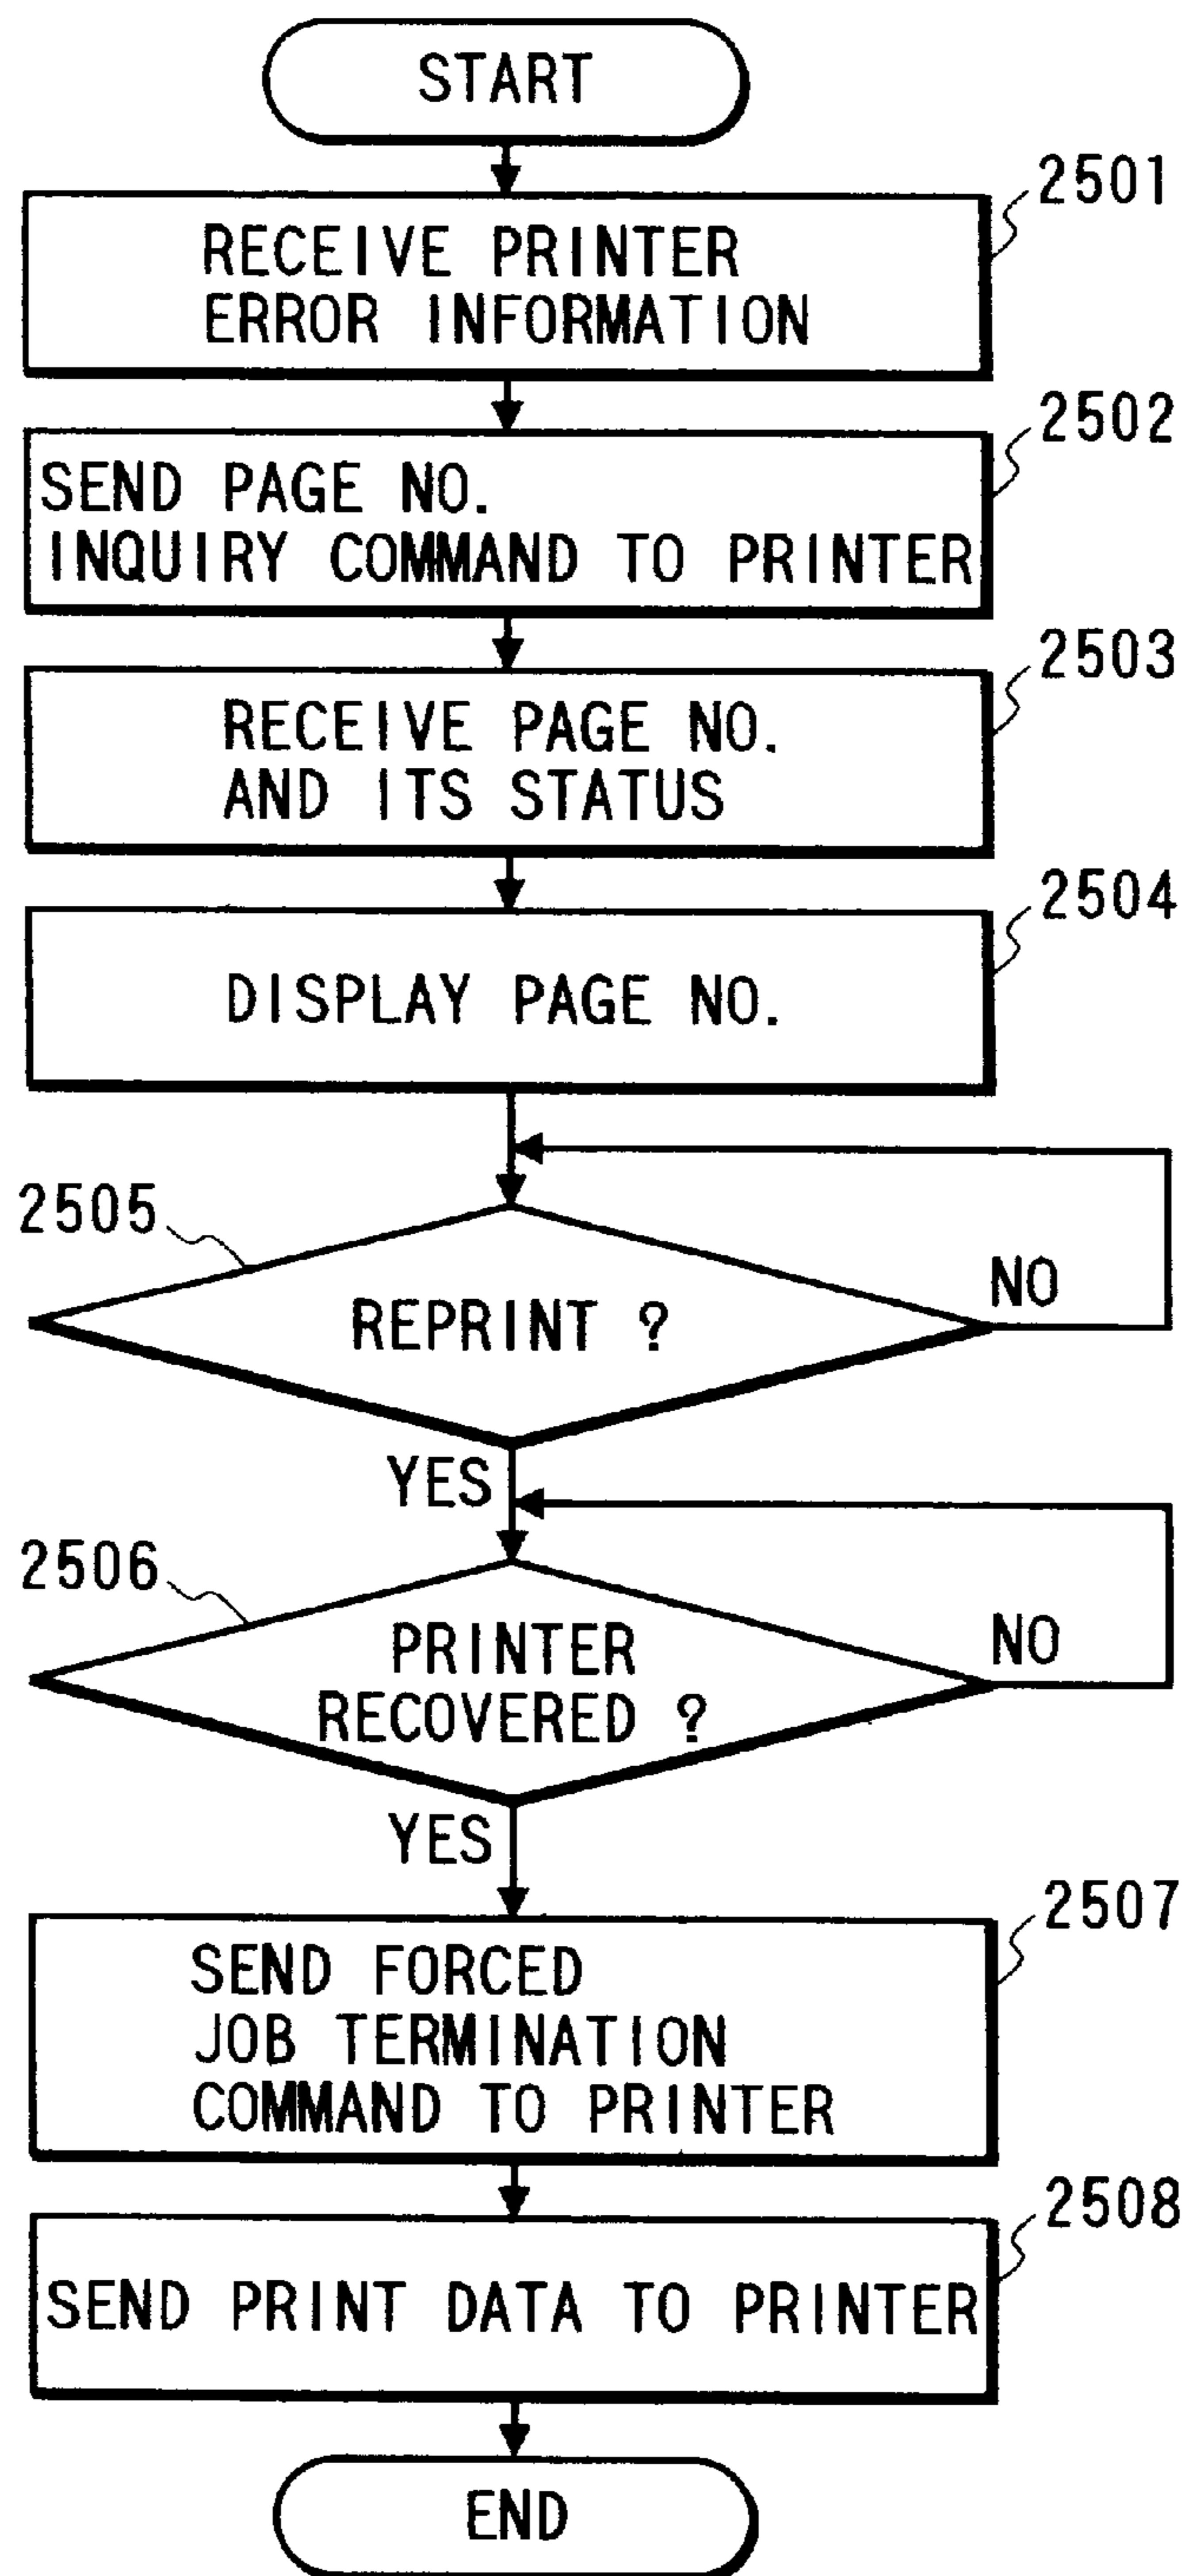 START
2501
RECEIVE PRINTER
ERROR INFORMATION
2502
SEND PAGE NO.
INQUIRY COMMAND TO PRINTER
2503
RECEIVE PAGE NO.
AND ITS STATUS
2504
DISPLAY PAGE NO.
2505
REPRINT ?
NO
YES
2506
PRINTER
RECOVERED ?
NO
YES
2507
SEND FORCED
JOB TERMINATION
COMMAND TO PRINTER
2508
SEND PRINT DATA TO PRINTER
END